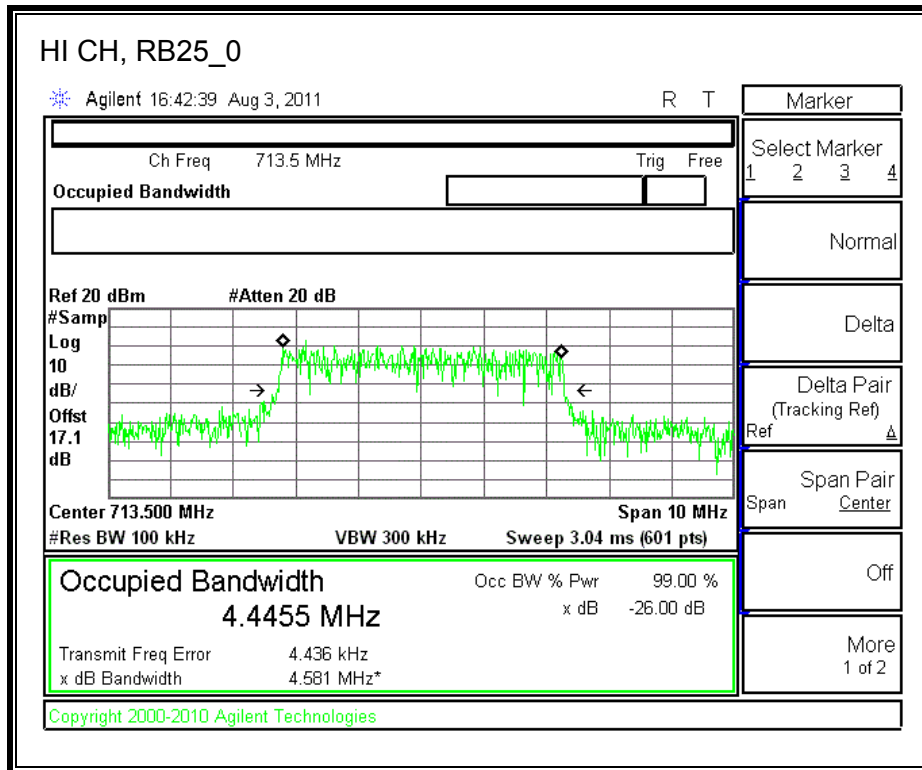 HI CH, RB25_0
Agilent 16:42:39 Aug 3, 2011 R T
Ch Freq 713.5 MHz Trig Free
Occupied Bandwidth
Ref 20 dBm #Atten 20 dB
#Samp
Log
10
dB/
Offst
17.1
dB
Center 713.500 MHz Span 10 MHz
#Res BW 100 kHz VBW 300 kHz Sweep 3.04 ms (601 pts)
Occupied Bandwidth Occ BW % Pwr 99.00 %
4.4455 MHz x dB -26.00 dB
Transmit Freq Error 4.436 kHz
x dB Bandwidth 4.581 MHz*
Copyright 2000-2010 Agilent Technologies
Marker
Select Marker
1 2 3 4
Normal
Delta
Delta Pair
(Tracking Ref)
Ref Δ
Span Pair
Span Center
Off
More
1 of 2